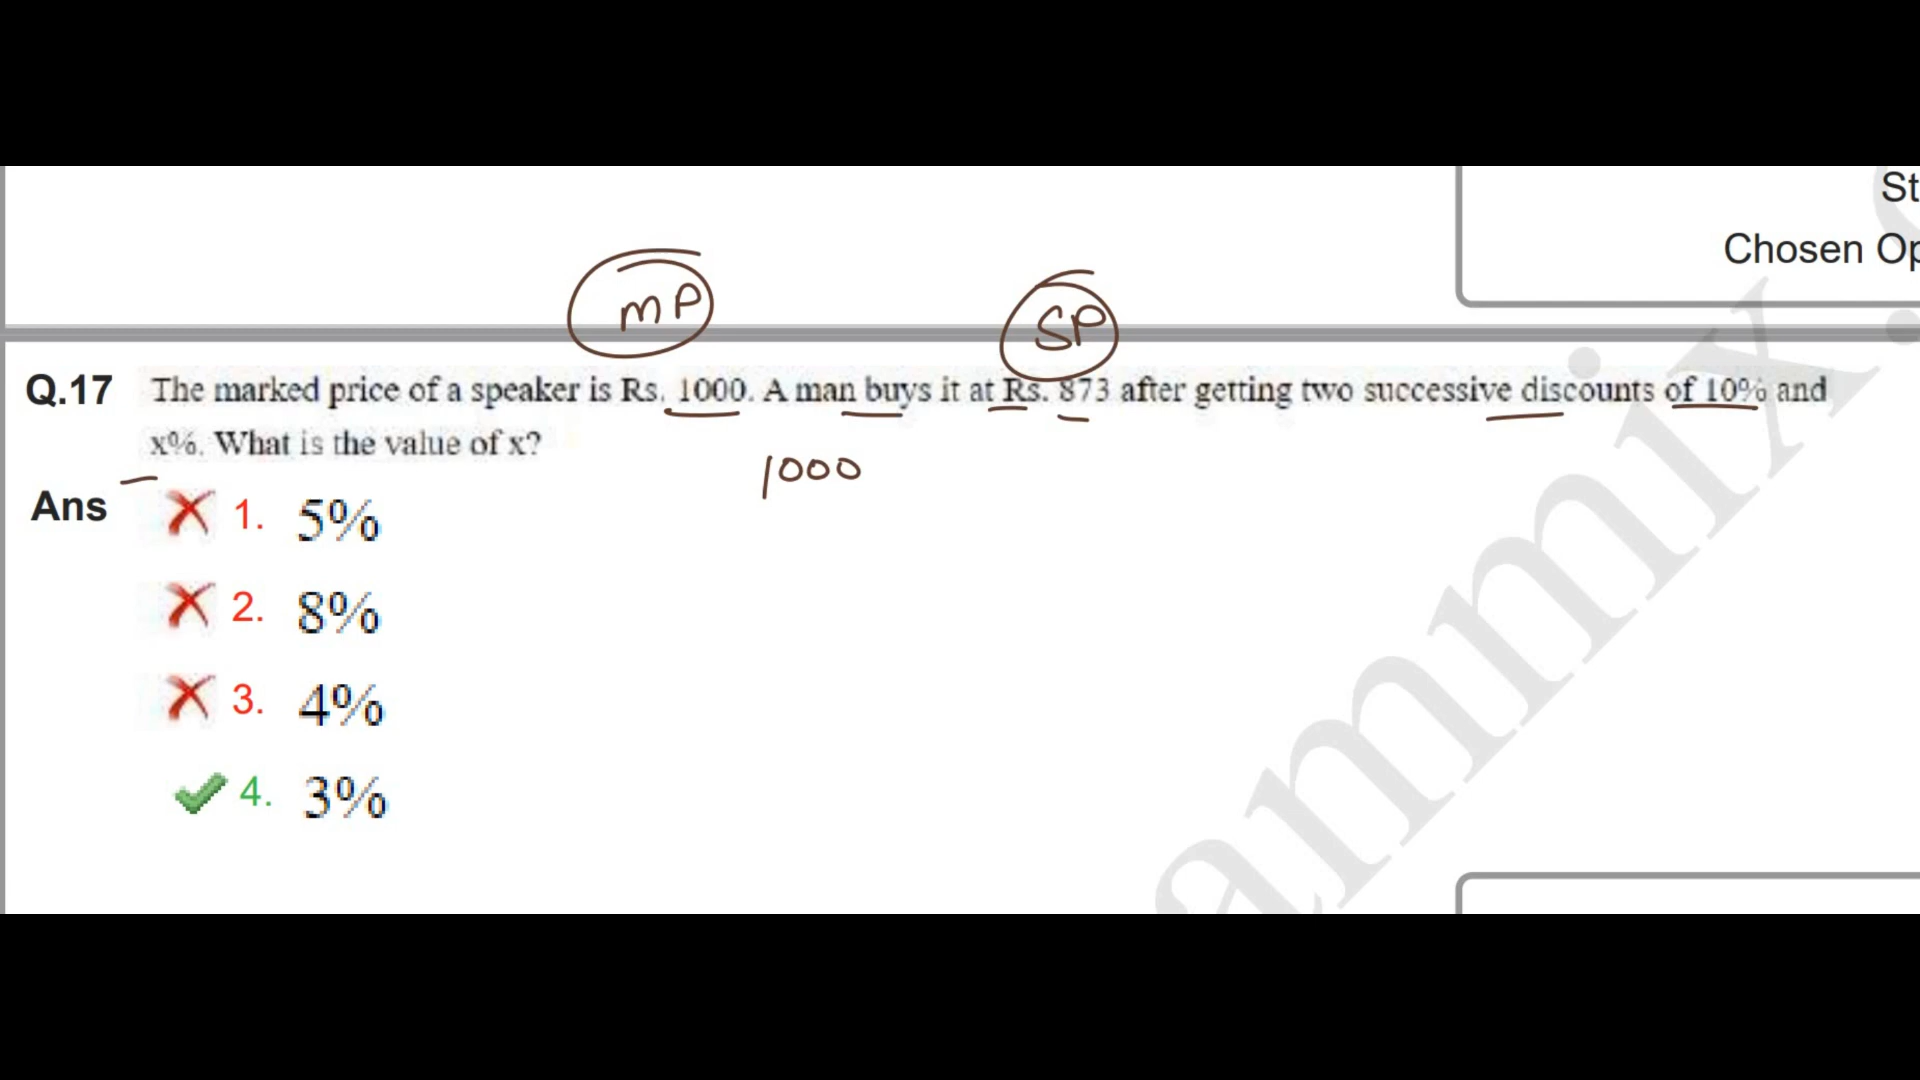 St
Chosen Op
MP
SP
Q.17 The marked price of a speaker is Rs. 1000. A man buys it at Rs. 873 after getting two successive discounts of 10% and
x%. What is the value of x?
1000
Ans 1. 5%
2. 8%
3. 4%
4. 3%
ammix.